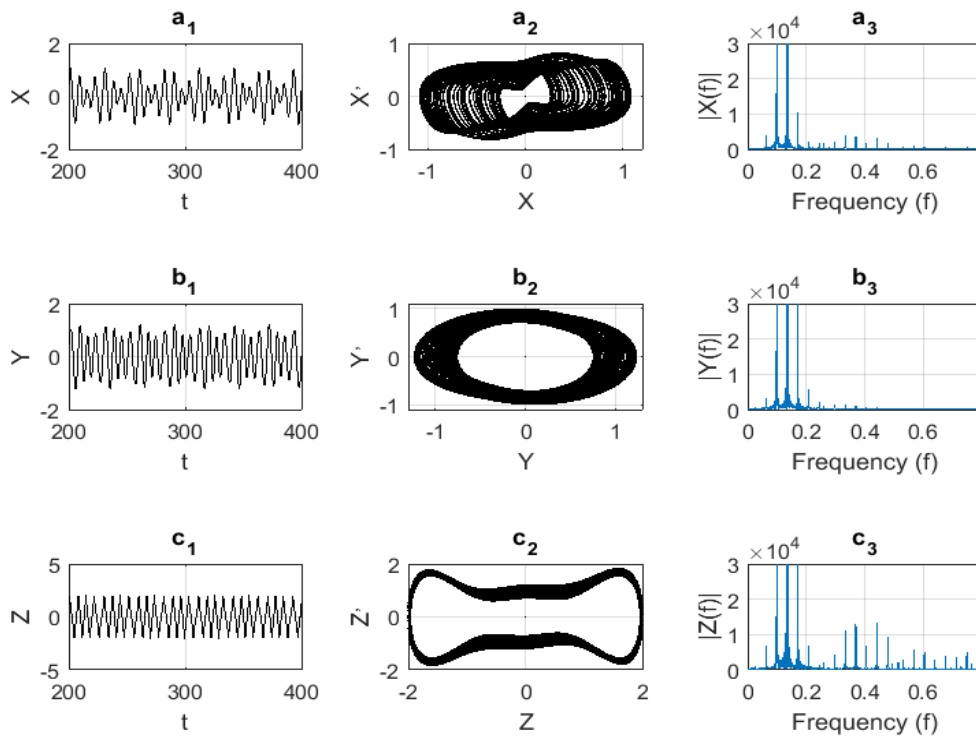 a1
X
2
0
-2
200
300
400
t
a2
X'
1
0
-1
-1
0
1
X
a3
×10^4
|X(f)|
3
2
1
0
0
0.2
0.4
0.6
Frequency (f)
b1
Y
2
0
-2
200
300
400
t
b2
Y'
1
0
-1
-1
0
1
Y
b3
×10^4
|Y(f)|
3
2
1
0
0
0.2
0.4
0.6
Frequency (f)
c1
Z
5
0
-5
200
300
400
t
c2
Z'
2
0
-2
-2
0
2
Z
c3
×10^4
|Z(f)|
3
2
1
0
0
0.2
0.4
0.6
Frequency (f)